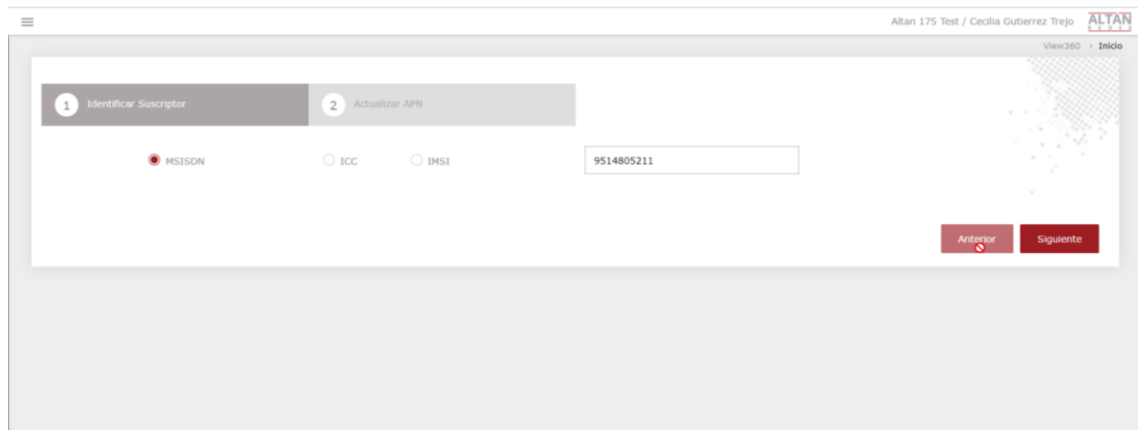 Altan 175 Test / Cecilia Gutierrez Trejo ALTAN
REDES
View360 > Inicio
1 Identificar Suscriptor 2 Actualizar APN
MSISDN ICC IMSI 9514805211
Anterior Siguiente